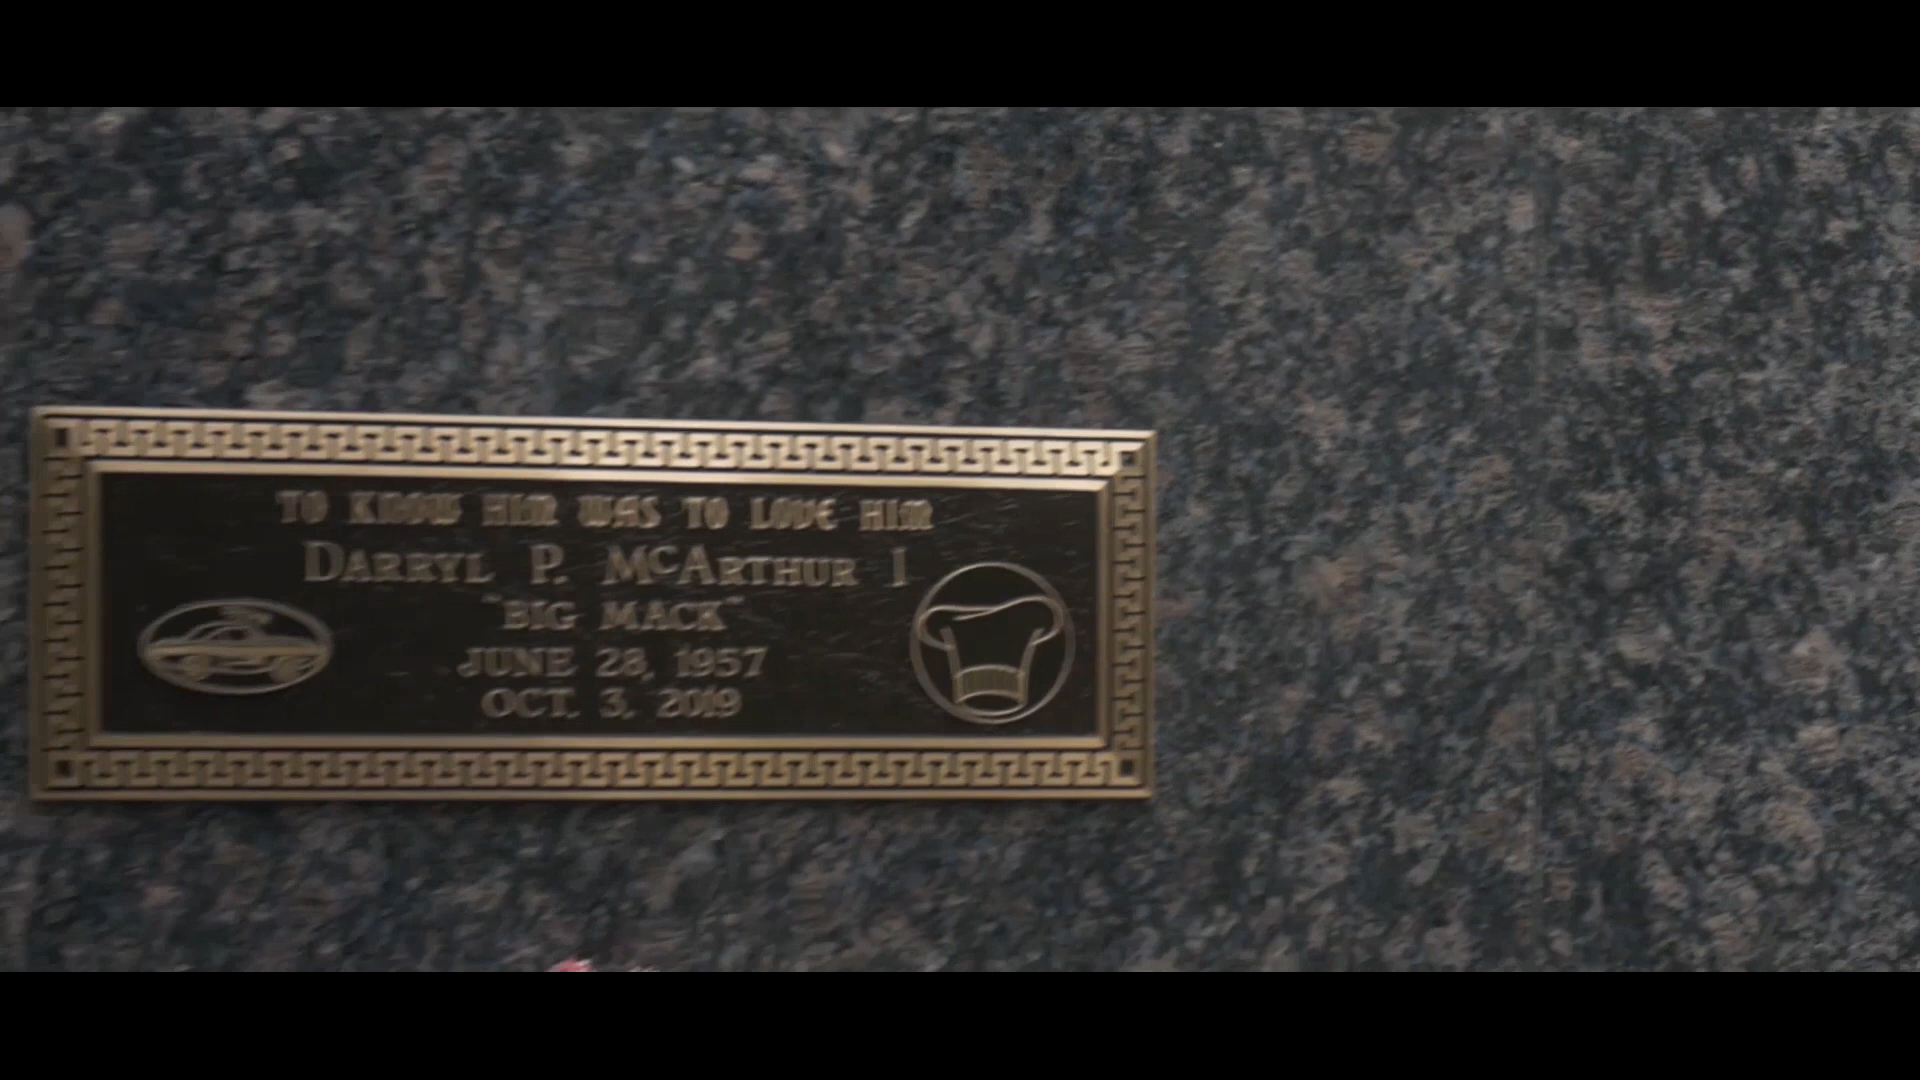 TO KNOW HIM WAS TO LOVE HIM
DARRYL P. MCARTHUR I
"BIG MACK"
JUNE 28, 1957
OCT. 3, 2019